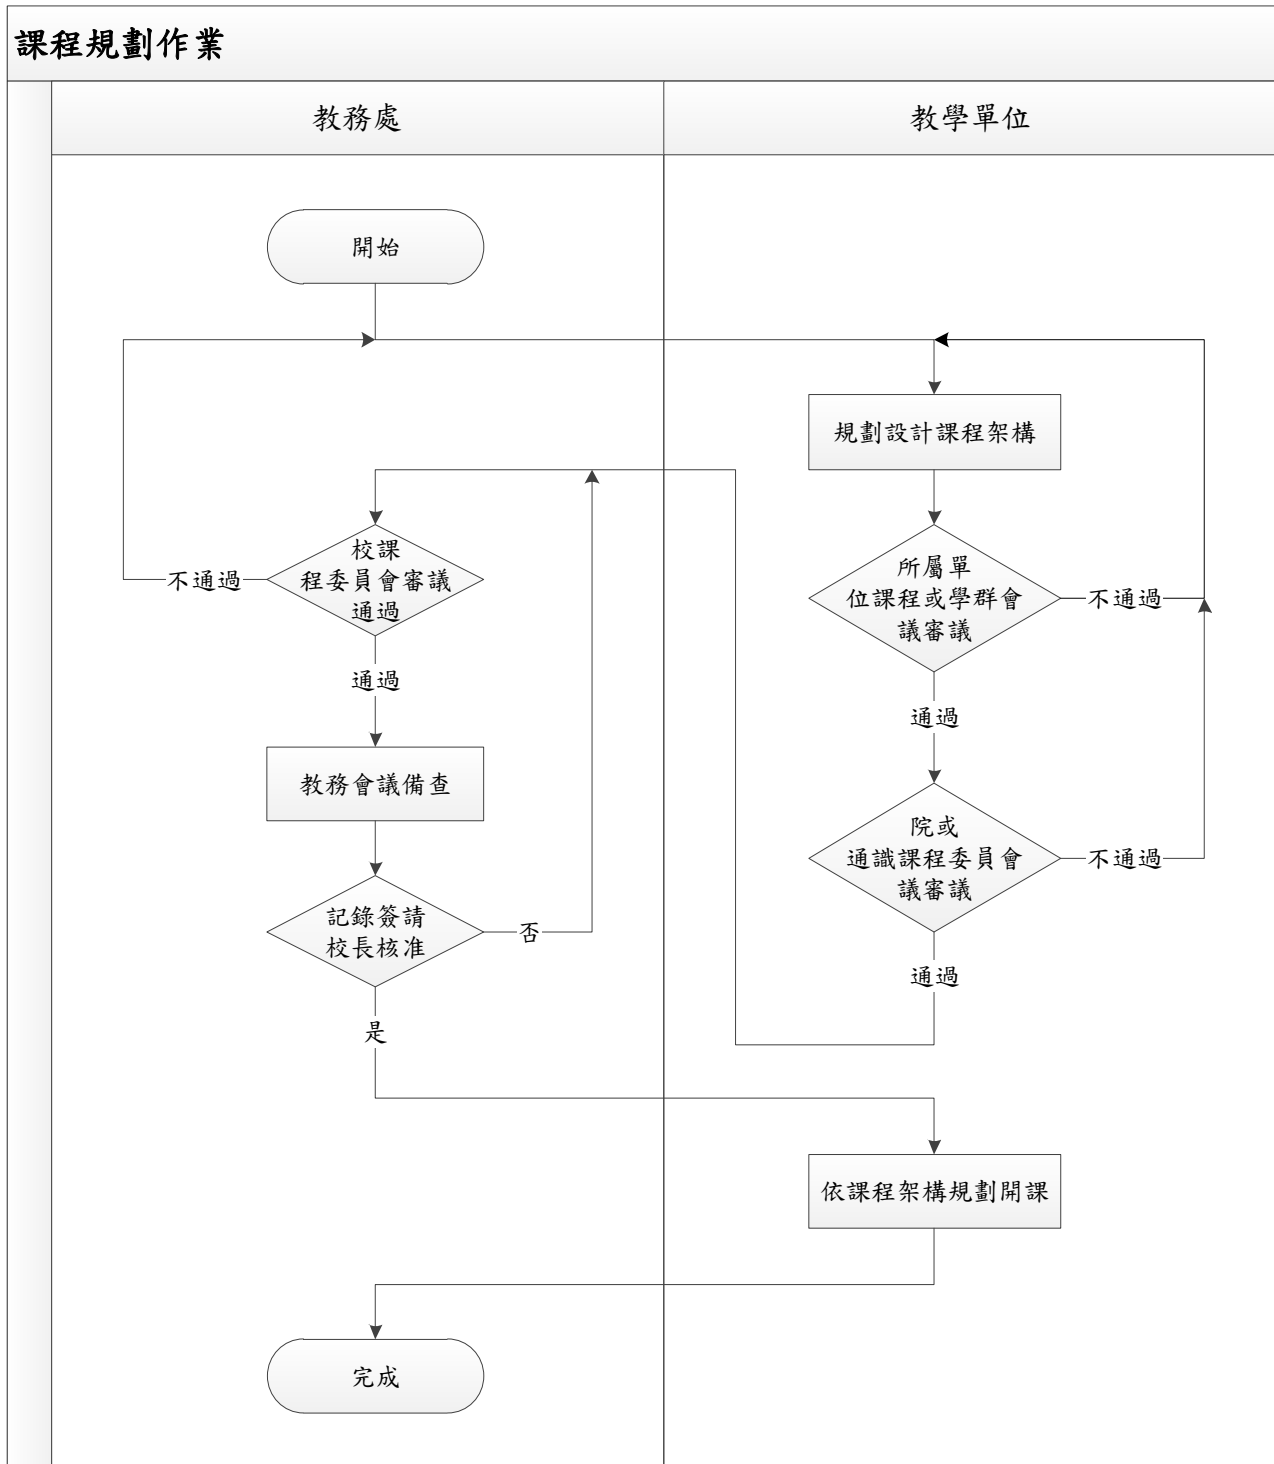 課程規劃作業
教務處
教學單位
開始
規劃設計課程架構
校課
程委員會審議
通過
不通過
所屬單
位課程或學群會
議審議
不通過
通過
通過
教務會議備查
院或
通識課程委員會
議審議
不通過
記錄簽請
校長核准
否
通過
是
依課程架構規劃開課
完成